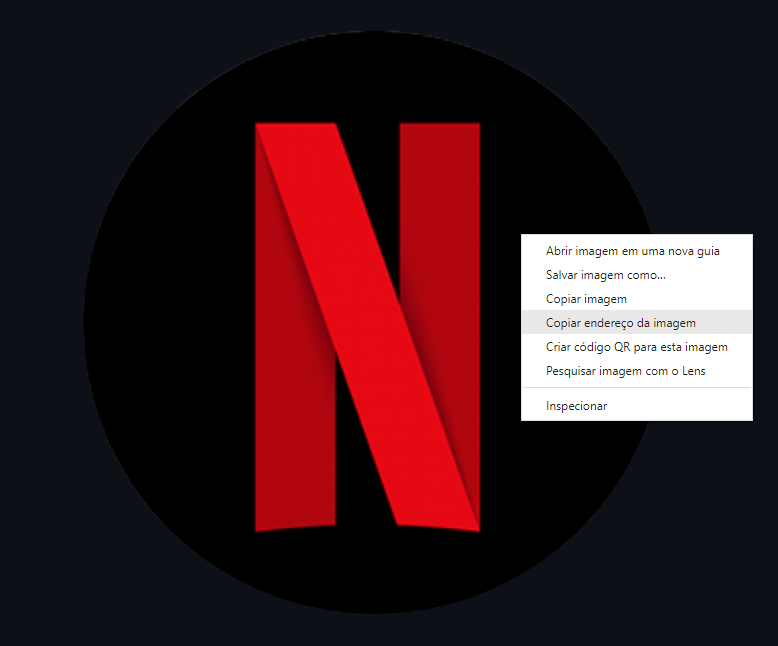 N
Abrir imagem em uma nova guia
Salvar imagem como...
Copiar imagem
Copiar endereço da imagem
Criar código QR para esta imagem
Pesquisar imagem com o Lens
Inspecionar